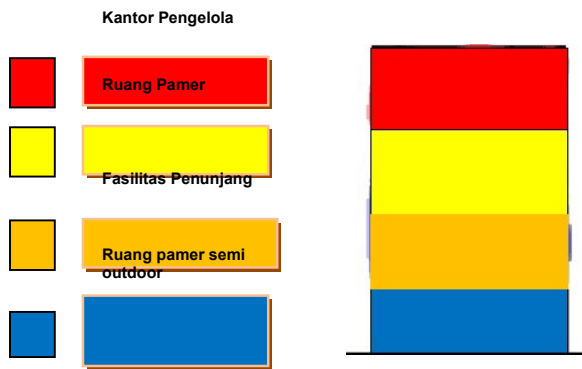 Kantor Pengelola
Ruang Pamer
Fasilitas Penunjang
Ruang pamer semi
outdoor